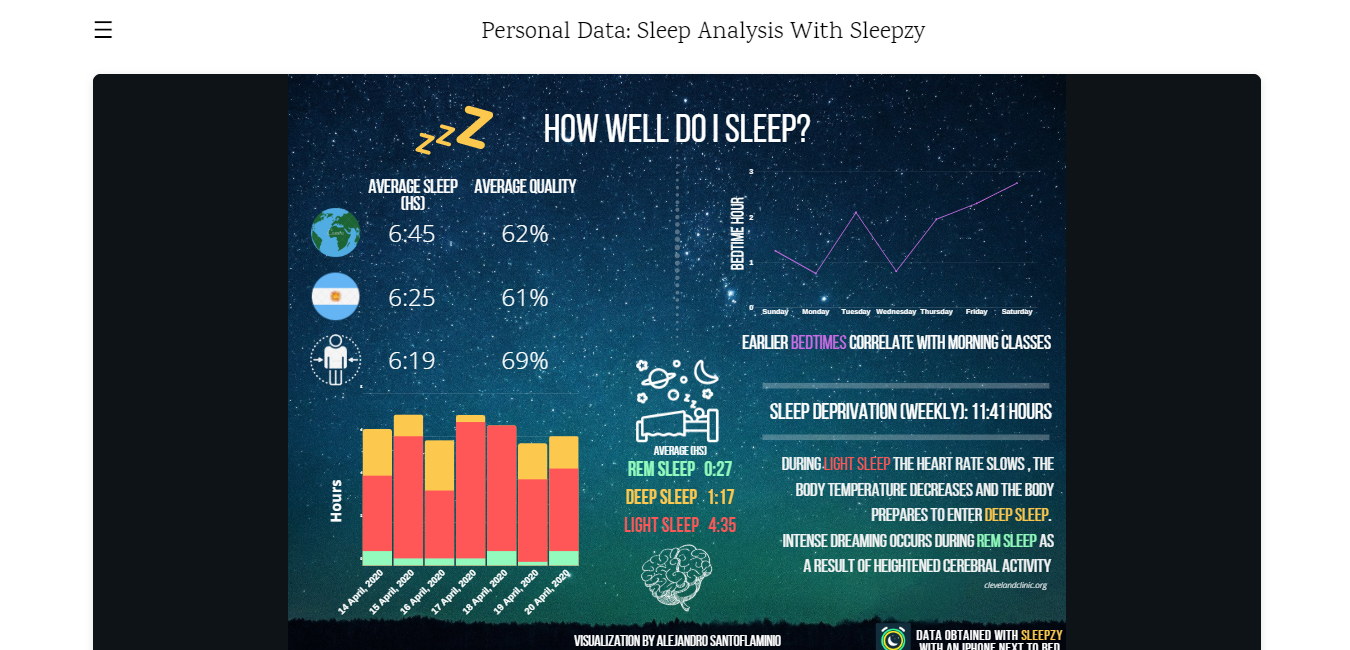 ☰
Personal Data: Sleep Analysis With Sleepzy
zzZ
HOW WELL DO I SLEEP?
AVERAGE SLEEP (HS)
AVERAGE QUALITY
6:45 62%
6:25 61%
6:19 69%
BEDTIME HOUR
3
2
1
0
Sunday Monday Tuesday Wednesday Thursday Friday Saturday
EARLIER BEDTIMES CORRELATE WITH MORNING CLASSES
SLEEP DEPRIVATION (WEEKLY): 11:41 HOURS
DURING LIGHT SLEEP THE HEART RATE SLOWS , THE
BODY TEMPERATURE DECREASES AND THE BODY
PREPARES TO ENTER DEEP SLEEP.
INTENSE DREAMING OCCURS DURING REM SLEEP AS
A RESULT OF HEIGHTENED CEREBRAL ACTIVITY
clevelandclinic.org
zzz
AVERAGE (HS)
REM SLEEP 0:27
DEEP SLEEP 1:17
LIGHT SLEEP 4:35
Hours
14 April, 2020
15 April, 2020
16 April, 2020
17 April, 2020
18 April, 2020
19 April, 2020
20 April, 2020
VISUALIZATION BY ALEJANDRO SANTOFLAMINIO
DATA OBTAINED WITH SLEEPZY
WITH AN IPHONE NEXT TO BED